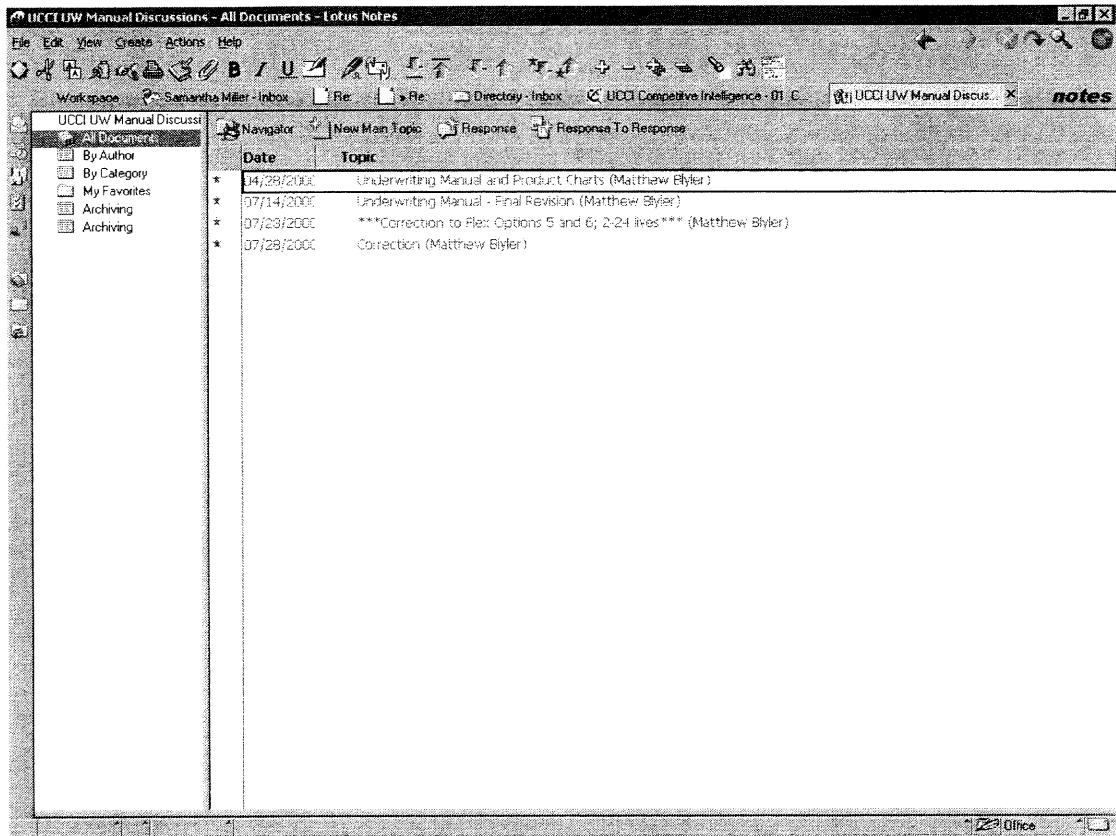 UCCI UW Manual Discussions - All Documents - Lotus Notes
File Edit View Create Actions Help
B I U
Workspace Samantha Miller - Inbox Re: Re: Directory - Inbox UCCI Competitive Intelligence - 01. C... UCCI UW Manual Discus... notes
UCCI UW Manual Discussi
All Documents
By Author
By Category
My Favorites
Archiving
Archiving
Navigator New Main Topic Response Response To Response
Date Topic
* 04/28/200 Underwriting Manual and Product Charts (Matthew Blyler)
* 07/14/200 Underwriting Manual - Final Revision (Matthew Blyler)
* 07/23/200 ***Correction to Flex Options 5 and 6; 2-24 lives*** (Matthew Blyler)
* 07/28/200 Correction (Matthew Blyler)
Office